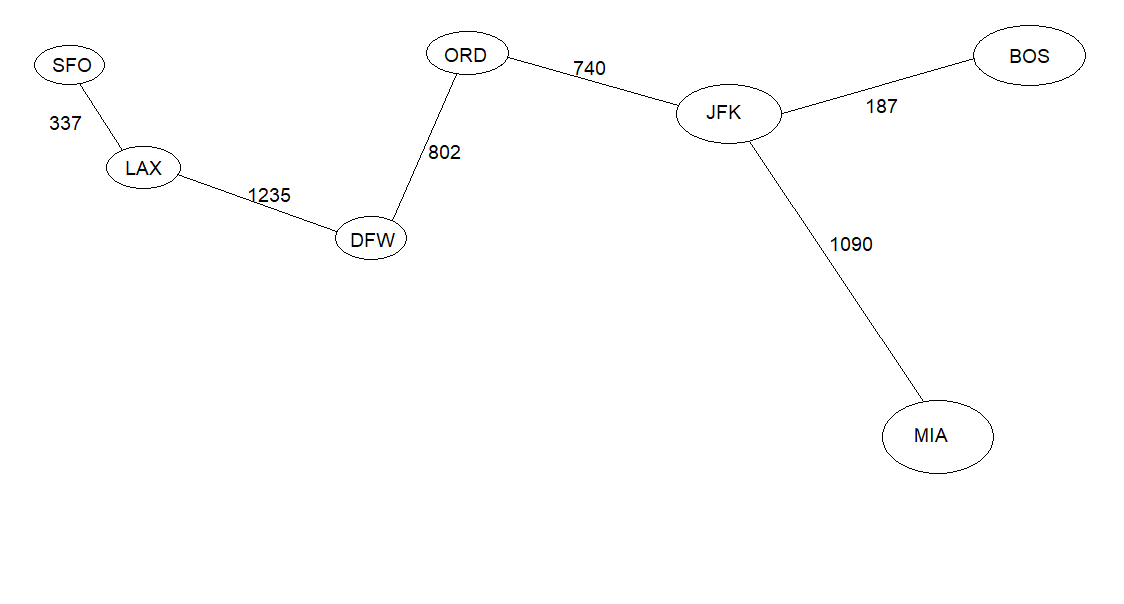 SFO
ORD
BOS
740
187
JFK
337
802
LAX
1235
DFW
1090
MIA